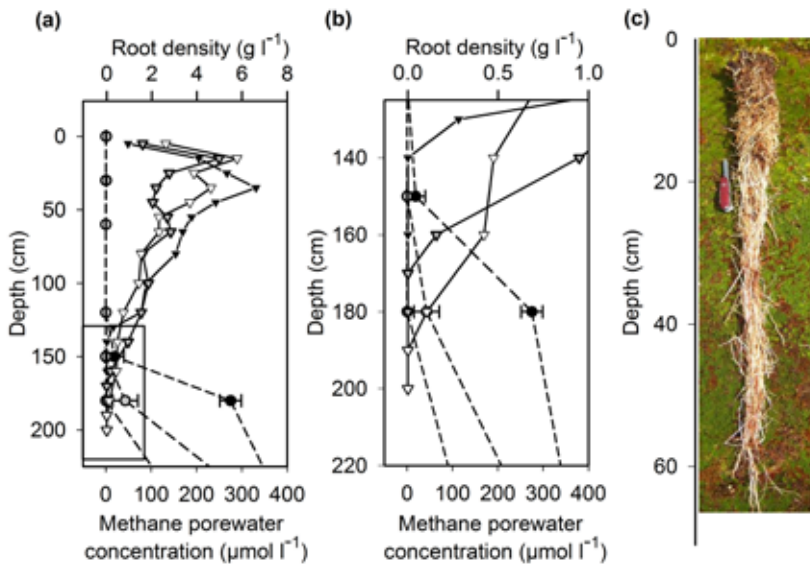 (a)
Root density (g l⁻¹)
0 2 4 6 8
0
50
100
150
200
Depth (cm)
0 100 200 300 400
Methane porewater
concentration (μmol l⁻¹)
(b)
Root density (g l⁻¹)
0.0 0.5 1.0
140
160
180
200
220
Depth (cm)
0 100 200 300 400
Methane porewater
concentration (μmol l⁻¹)
(c)
0
20
40
60
Depth (cm)